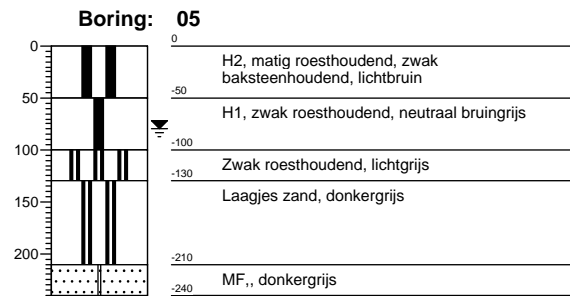 Boring: 05
0
0
H2, matig roesthoudend, zwak
baksteenhoudend, lichtbruin
50
-50
H1, zwak roesthoudend, neutraal bruingrijs
100
-100
Zwak roesthoudend, lichtgrijs
-130
Laagjes zand, donkergrijs
150
200
-210
MF,, donkergrijs
-240